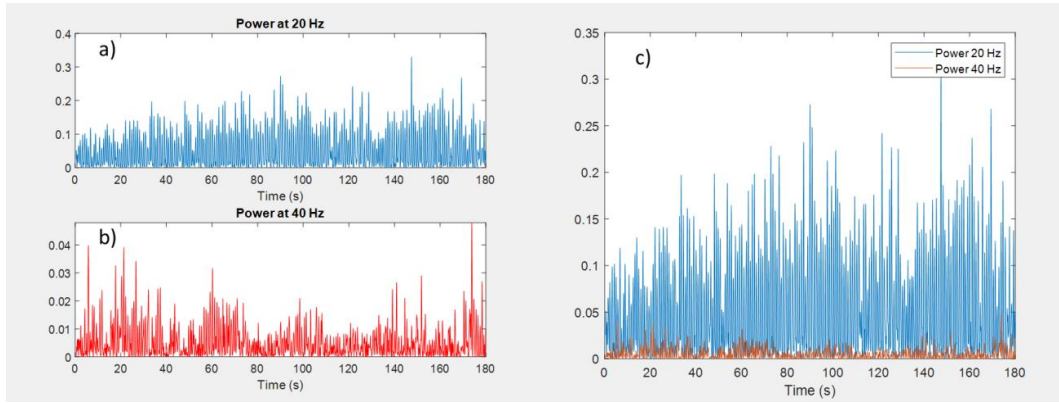 Power at 20 Hz
a)
0.4
0.3
0.2
0.1
0
0 20 40 60 80 100 120 140 160 180
Time (s)
Power at 40 Hz
b)
0.04
0.03
0.02
0.01
0
0 20 40 60 80 100 120 140 160 180
Time (s)
c)
Power 20 Hz
Power 40 Hz
0.35
0.3
0.25
0.2
0.15
0.1
0.05
0
0 20 40 60 80 100 120 140 160 180
Time (s)